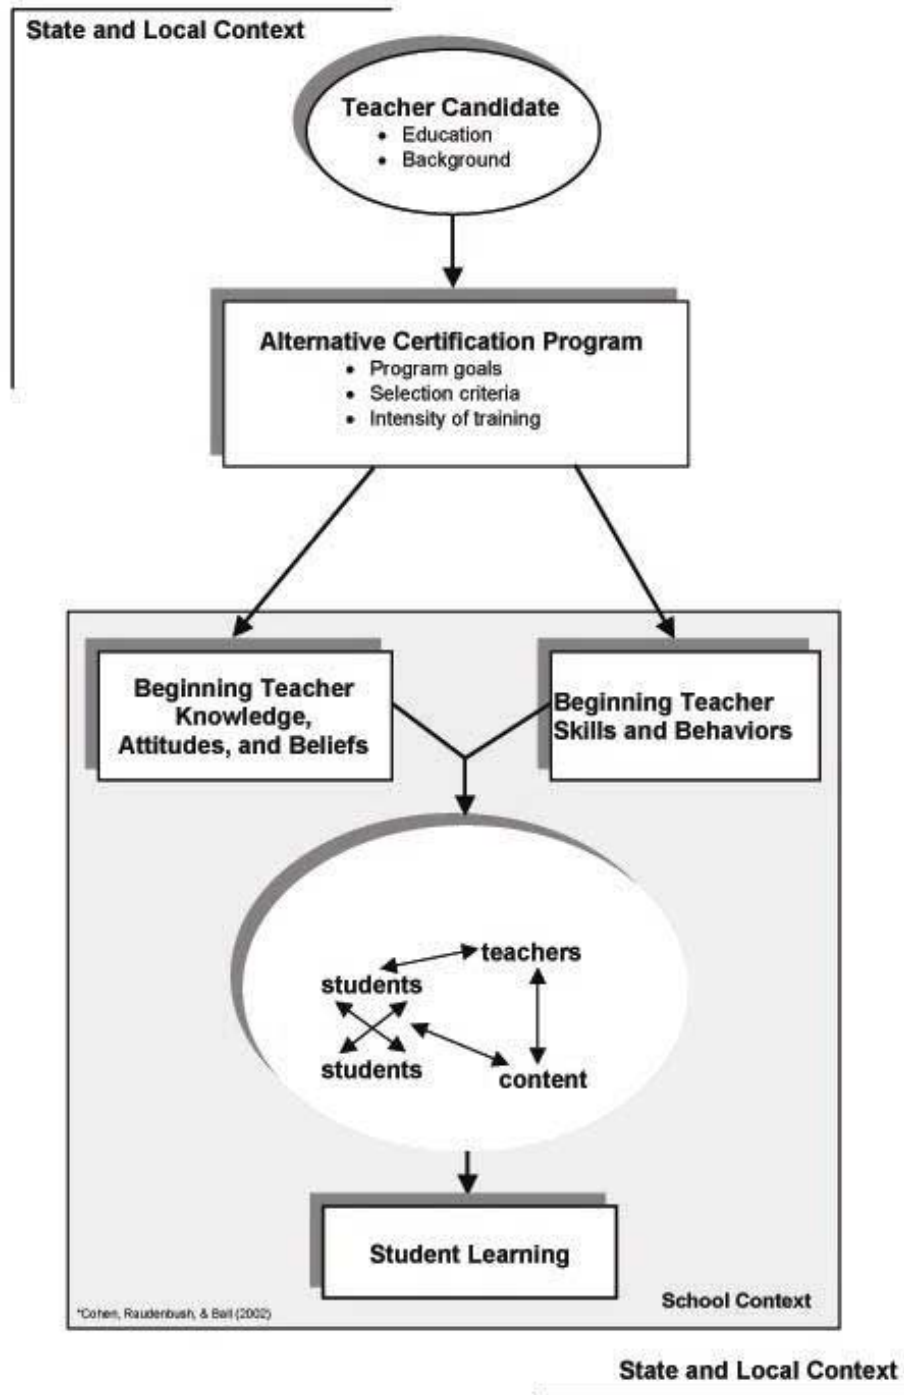 State and Local Context
Teacher Candidate
• Education
• Background
Alternative Certification Program
• Program goals
• Selection criteria
• Intensity of training
Beginning Teacher
Knowledge,
Attitudes, and Beliefs
Beginning Teacher
Skills and Behaviors
teachers
students
students
content
Student Learning
*Cohen, Raudenbush, & Ball (2002)
School Context
State and Local Context